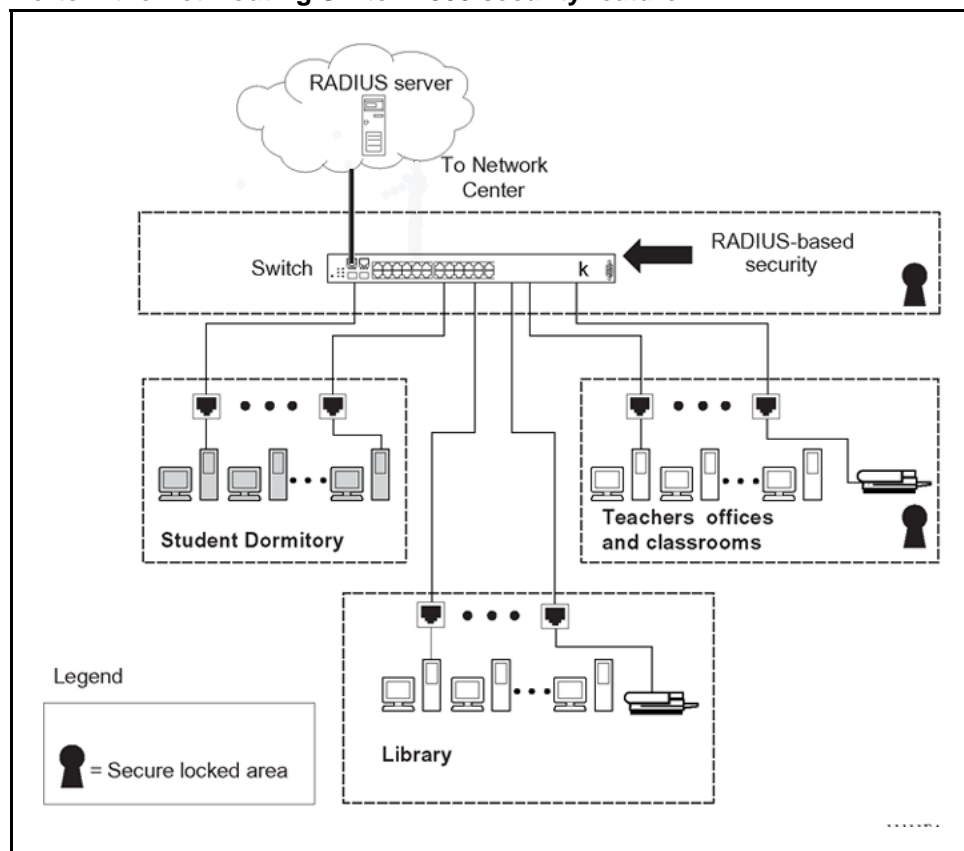 RADIUS server
To Network
Center
Switch
k
RADIUS-based
security
Student Dormitory
Teachers offices
and classrooms
Library
Legend
= Secure locked area